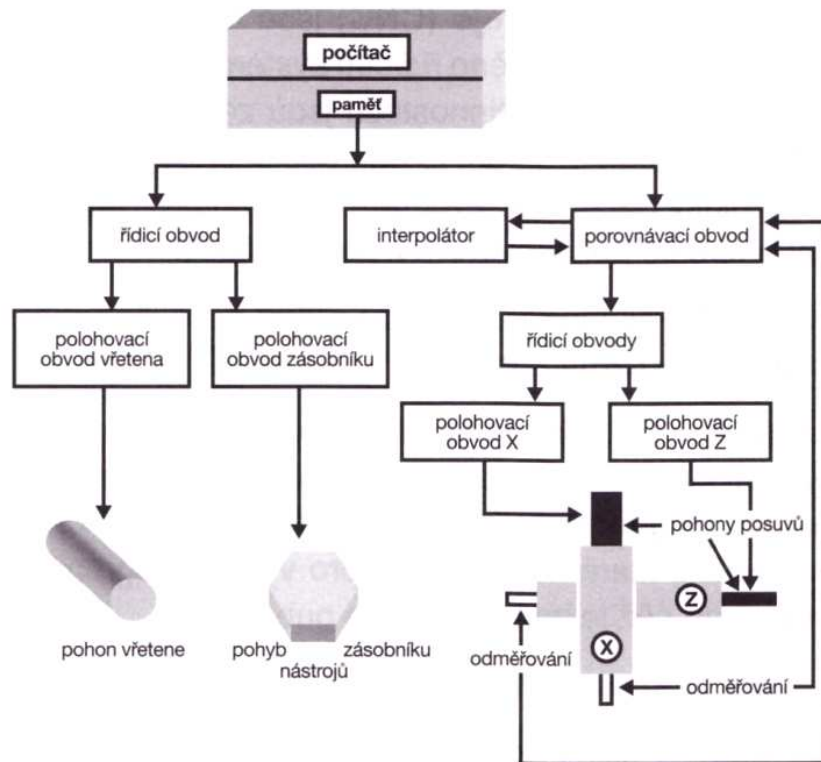 počítač
paměť
řídicí obvod
interpolátor
porovnávací obvod
polohovací
obvod vřetena
polohovací
obvod zásobníku
řídicí obvody
polohovací
obvod X
polohovací
obvod Z
pohony posuvů
Z
X
pohon vřetene
pohyb zásobníku
nástrojů
odměřování
odměřování